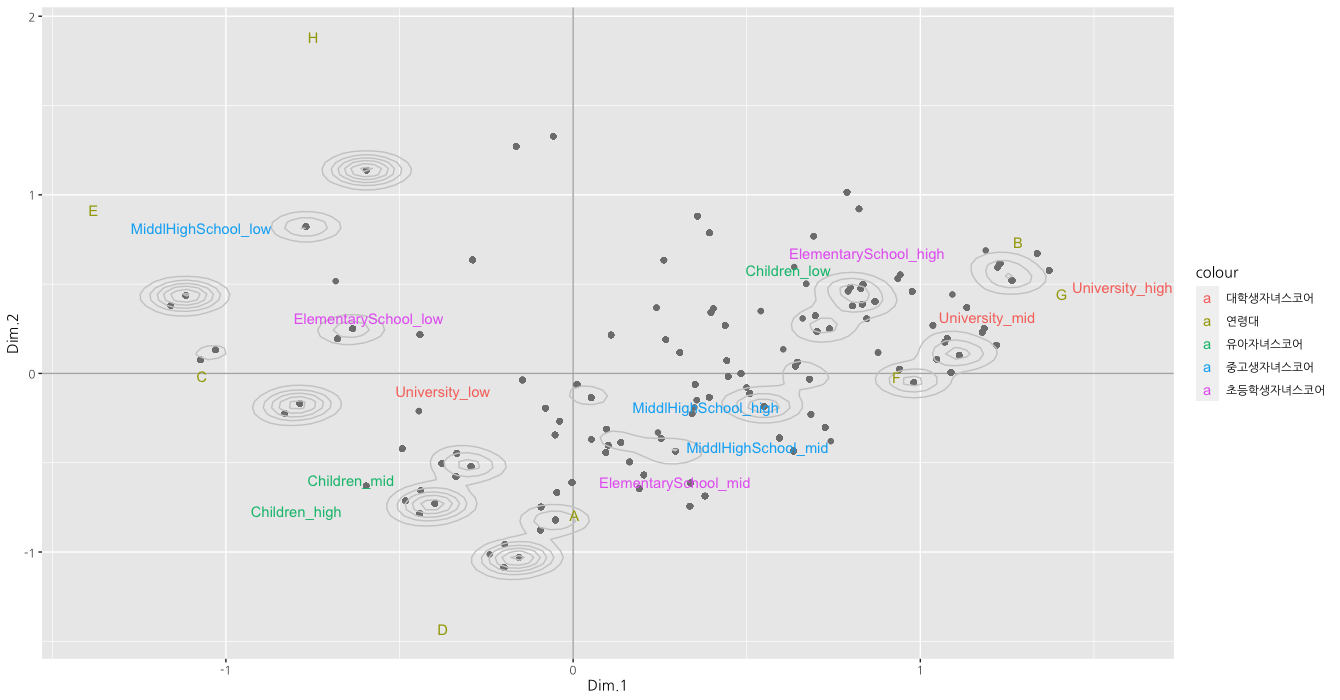 2
H
1
E
MiddlHighSchool_low
B
ElementarySchool_high
Children_low
G
University_high
ElementarySchool_low
University_mid
Dim.2
0
C
F
University_low
MiddlHighSchool_high
MiddlHighSchool_mid
Children_mid
ElementarySchool_mid
Children_high
A
-1
D
-1
0
1
Dim.1
colour
a 대학생자녀스코어
a 연령대
a 유아자녀스코어
a 중고생자녀스코어
a 초등학생자녀스코어